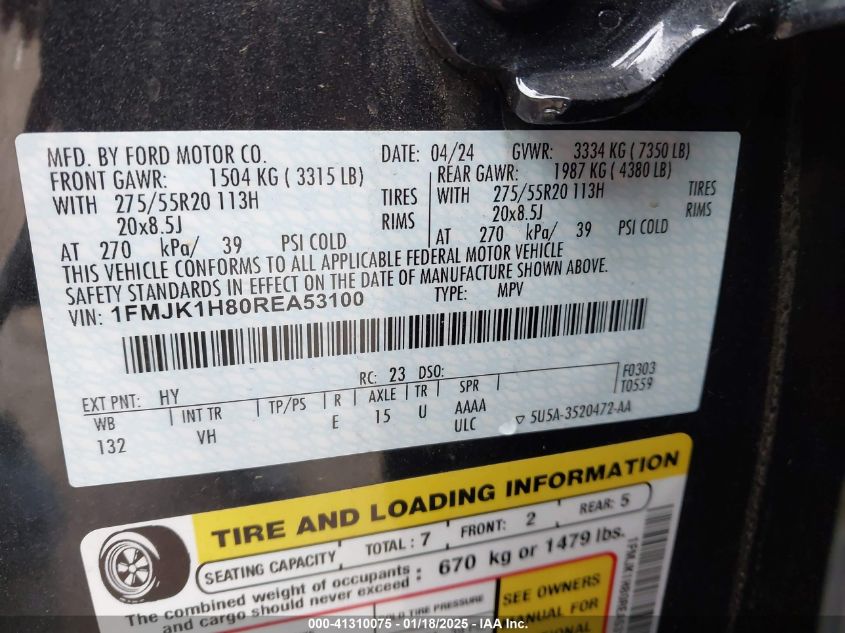 MFD. BY FORD MOTOR CO. DATE: 04/24 GVWR: 3334 KG ( 7350 LB)
FRONT GAWR: 1504 KG ( 3315 LB) REAR GAWR: 1987 KG ( 4380 LB)
WITH 275/55R20 113H TIRES WITH 275/55R20 113H TIRES
20x8.5J RIMS 20x8.5J RIMS
AT 270 kPa/ 39 PSI COLD AT 270 kPa/ 39 PSI COLD
THIS VEHICLE CONFORMS TO ALL APPLICABLE FEDERAL MOTOR VEHICLE
SAFETY STANDARDS IN EFFECT ON THE DATE OF MANUFACTURE SHOWN ABOVE.
VIN: 1FMJK1H80REA53100 TYPE: MPV
EXT PNT: HY RC: 23 DSO: F0303
WB INT TR TP/PS R AXLE TR SPR T0559
132 VH E 15 U AAAA
ULC ▽ 5U5A-3520472-AA
TIRE AND LOADING INFORMATION
SEATING CAPACITY TOTAL : 7 FRONT: 2 REAR: 5
The combined weight of occupants
and cargo should never exceed : 670 kg or 1479 lbs.
TIRE PRESSURE
SEE OWNERS
MANUAL FOR
41310075 - 01/18/2025 - IAA Inc.